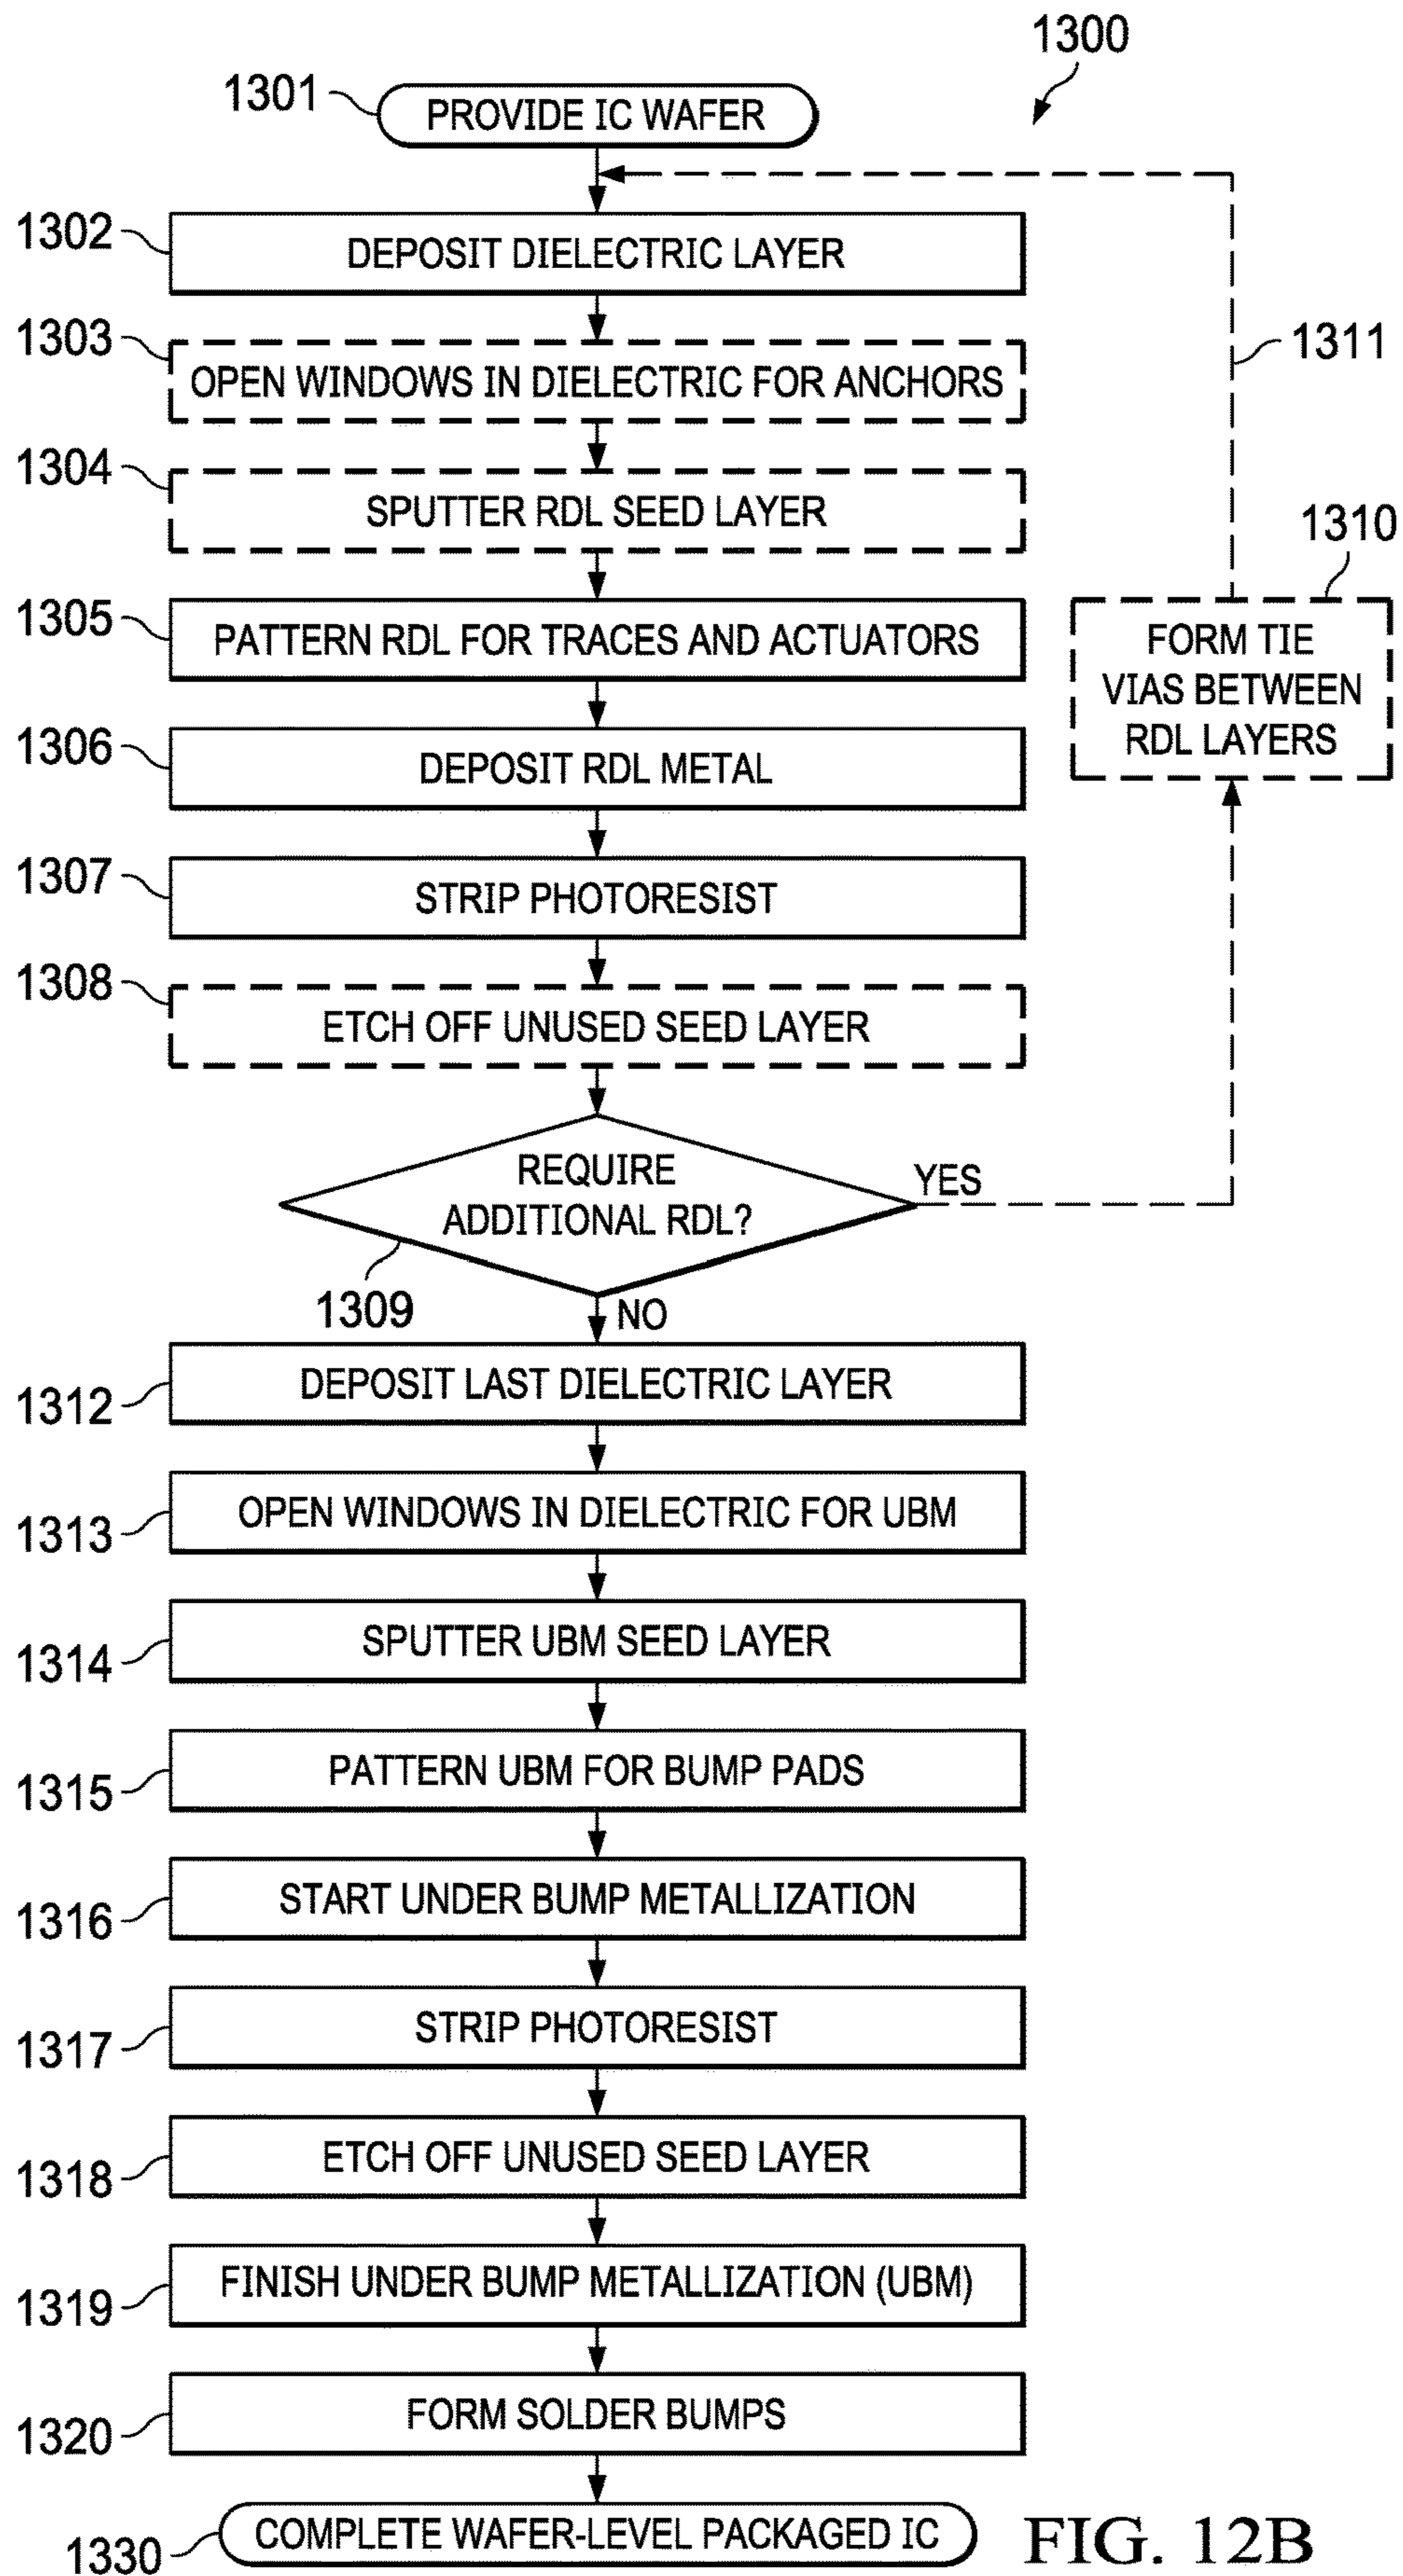 1300
1301
PROVIDE IC WAFER
1302
DEPOSIT DIELECTRIC LAYER
1303
OPEN WINDOWS IN DIELECTRIC FOR ANCHORS
1311
1304
SPUTTER RDL SEED LAYER
1310
FORM TIE
VIAS BETWEEN
RDL LAYERS
1305
PATTERN RDL FOR TRACES AND ACTUATORS
1306
DEPOSIT RDL METAL
1307
STRIP PHOTORESIST
1308
ETCH OFF UNUSED SEED LAYER
REQUIRE
ADDITIONAL RDL?
YES
1309
NO
DEPOSIT LAST DIELECTRIC LAYER
1312
OPEN WINDOWS IN DIELECTRIC FOR UBM
1313
SPUTTER UBM SEED LAYER
1314
PATTERN UBM FOR BUMP PADS
1315
START UNDER BUMP METALLIZATION
1316
STRIP PHOTORESIST
1317
ETCH OFF UNUSED SEED LAYER
1318
FINISH UNDER BUMP METALLIZATION (UBM)
1319
FORM SOLDER BUMPS
1320
COMPLETE WAFER-LEVEL PACKAGED IC
1330
FIG. 12B